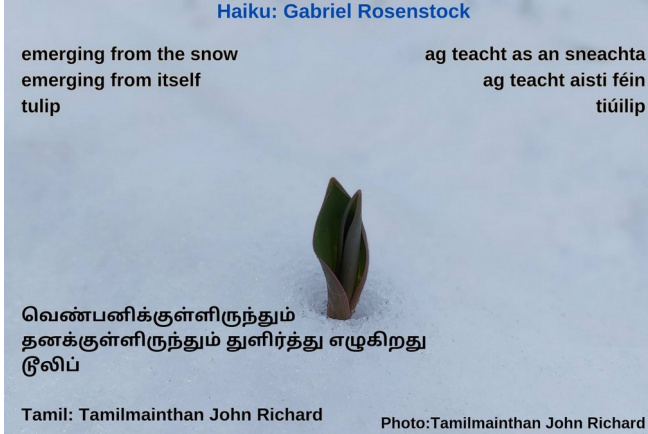 Haiku: Gabriel Rosenstock
emerging from the snow
emerging from itself
tulip
ag teacht as an sneachta
ag teacht aisti féin
tiúilip
வெண்பனிக்குள்ளிருந்தும்
தனக்குள்ளிருந்தும் துளிர்த்து எழுகிறது
டூலிப்
Tamil: Tamilmainthan John Richard
Photo:Tamilmainthan John Richard